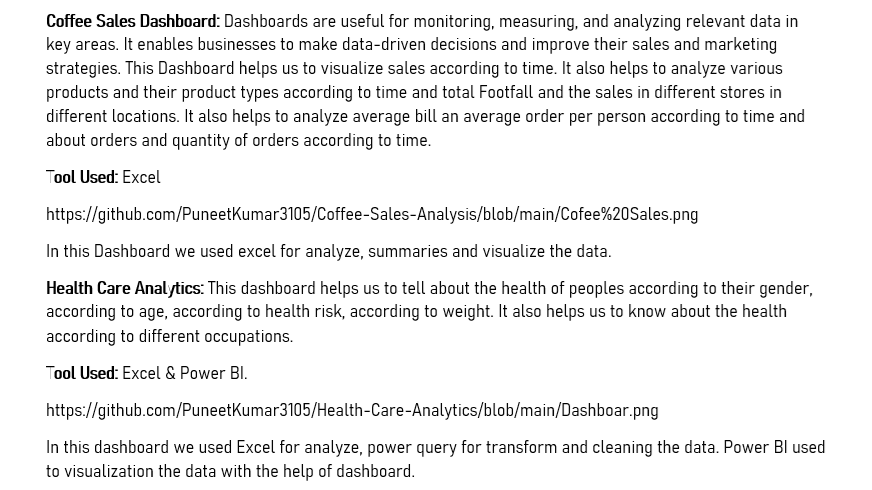 Coffee Sales Dashboard: Dashboards are useful for monitoring, measuring, and analyzing relevant data in
key areas. It enables businesses to make data-driven decisions and improve their sales and marketing
strategies. This Dashboard helps us to visualize sales according to time. It also helps to analyze various
products and their product types according to time and total Footfall and the sales in different stores in
different locations. It also helps to analyze average bill an average order per person according to time and
about orders and quantity of orders according to time.
Tool Used: Excel
https://github.com/PuneetKumar3105/Coffee-Sales-Analysis/blob/main/Cofee%20Sales.png
In this Dashboard we used excel for analyze, summaries and visualize the data.
Health Care Analytics: This dashboard helps us to tell about the health of peoples according to their gender,
according to age, according to health risk, according to weight. It also helps us to know about the health
according to different occupations.
Tool Used: Excel & Power BI.
https://github.com/PuneetKumar3105/Health-Care-Analytics/blob/main/Dashboar.png
In this dashboard we used Excel for analyze, power query for transform and cleaning the data. Power BI used
to visualization the data with the help of dashboard.